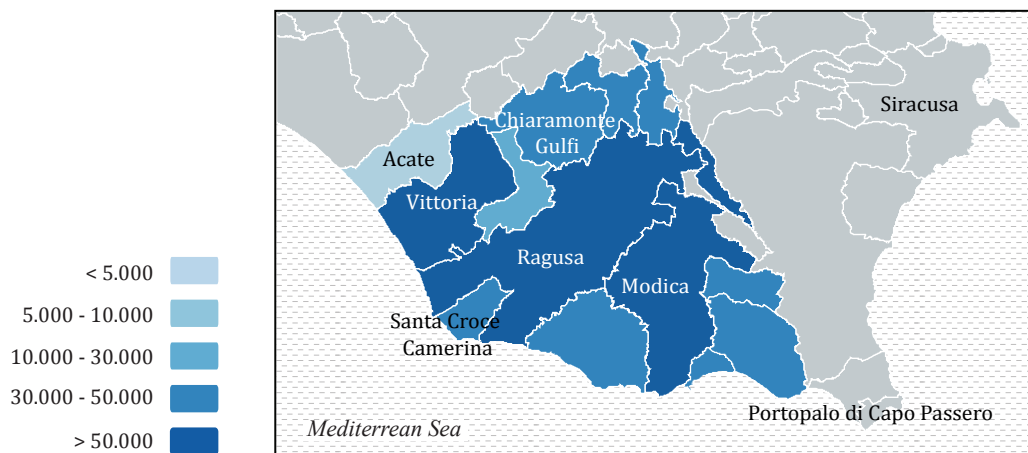 Siracusa
Chiaramonte
Gulfi
Acate
Vittoria
Ragusa
Modica
Santa Croce
Camerina
Portopalo di Capo Passero
Mediterrean Sea
< 5.000
5.000 - 10.000
10.000 - 30.000
30.000 - 50.000
> 50.000